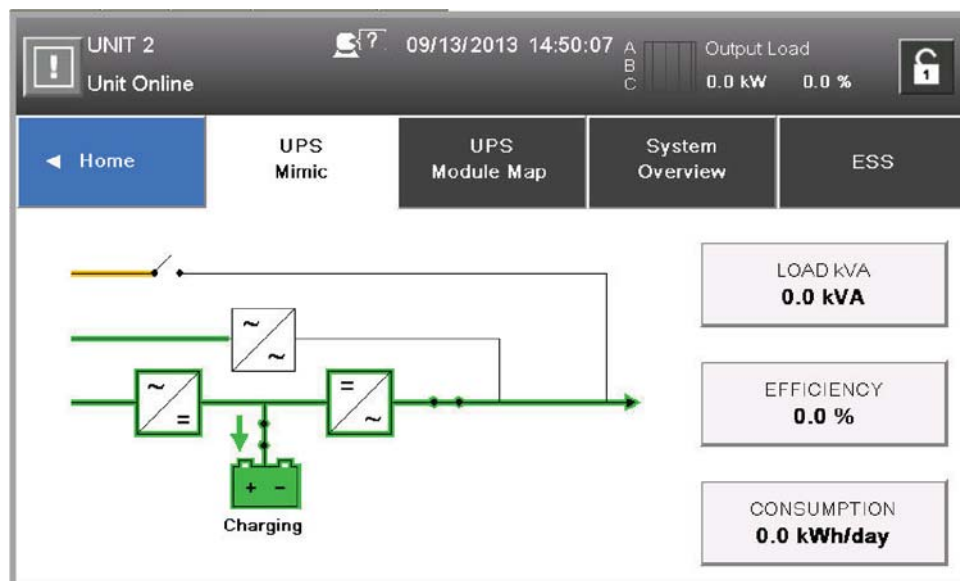 UNIT 2
Unit Online
?
09/13/2013 14:50:07
A
B
C
Output Load
0.0 kW 0.0 %
1
◄ Home
UPS
Mimic
UPS
Module Map
System
Overview
ESS
LOAD kVA
0.0 kVA
EFFICIENCY
0.0 %
CONSUMPTION
0.0 kWh/day
~
~
~
=
=
~
+ -
Charging